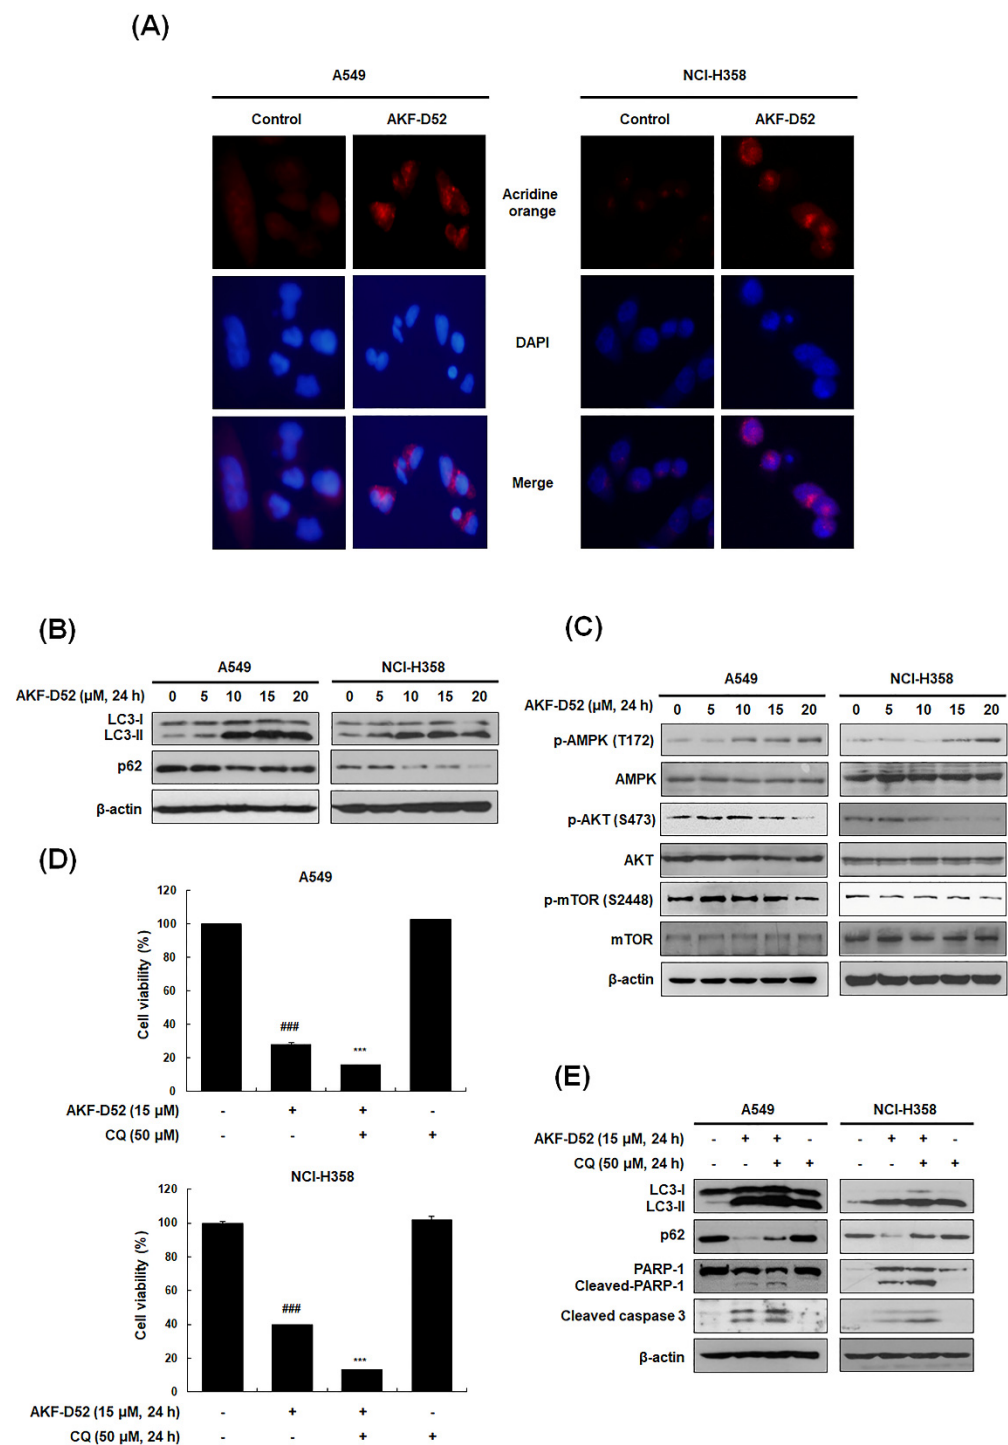 (A)
A549
NCI-H358
Control
AKF-D52
Control
AKF-D52
Acridine
orange
DAPI
Merge
(B)
A549
NCI-H358
AKF-D52 (μM, 24 h)
0 5 10 15 20
0 5 10 15 20
LC3-I
LC3-II
p62
β-actin
(C)
A549
NCI-H358
AKF-D52 (μM, 24 h)
0 5 10 15 20
0 5 10 15 20
p-AMPK (T172)
AMPK
p-AKT (S473)
AKT
p-mTOR (S2448)
mTOR
β-actin
(D)
A549
Cell viability (%)
120
100
80
60
40
20
0
###
***
AKF-D52 (15 μM) - + + -
CQ (50 μM) - - + +
NCI-H358
Cell viability (%)
120
100
80
60
40
20
0
###
***
AKF-D52 (15 μM, 24 h) - + + -
CQ (50 μM, 24 h) - - + +
(E)
A549
NCI-H358
AKF-D52 (15 μM, 24 h) - + + - - + + -
CQ (50 μM, 24 h) - - + + - - + +
LC3-I
LC3-II
p62
PARP-1
Cleaved-PARP-1
Cleaved caspase 3
β-actin